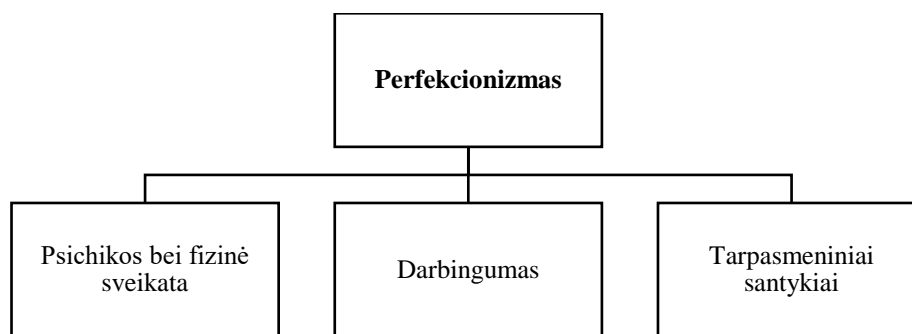 Perfekcionizmas
Psichikos bei fizinė
sveikata
Darbingumas
Tarpasmeniniai
santykiai